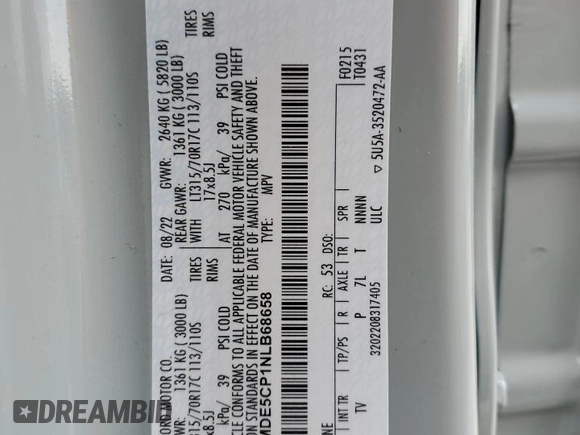 ORD MOTOR CO. DATE: 08/22 GVWR: 2640 KG ( 5820 LB)
1361 KG ( 3000 LB) REAR GAWR: 1361 KG ( 3000 LB)
315/70R17C 113/110S TIRES WITH LT315/70R17C 113/110S TIRES
17x8.5J RIMS 17x8.5J RIMS
kPa/ 39 PSI COLD AT 270 kPa/ 39 PSI COLD
CONFORMS TO ALL APPLICABLE FEDERAL MOTOR VEHICLE SAFETY AND THEFT
ON STANDARDS IN EFFECT ON THE DATE OF MANUFACTURE SHOWN ABOVE.
MDE5CP1NLB68658 TYPE: MPV
F0215
T0431
NE RC: 53 DSO:
INT TR TP/PS R AXLE TR SPR
TV P 7L T NNNN
ULC
3202208317405 ▽ 5U5A-3520472-AA
DREAMBID